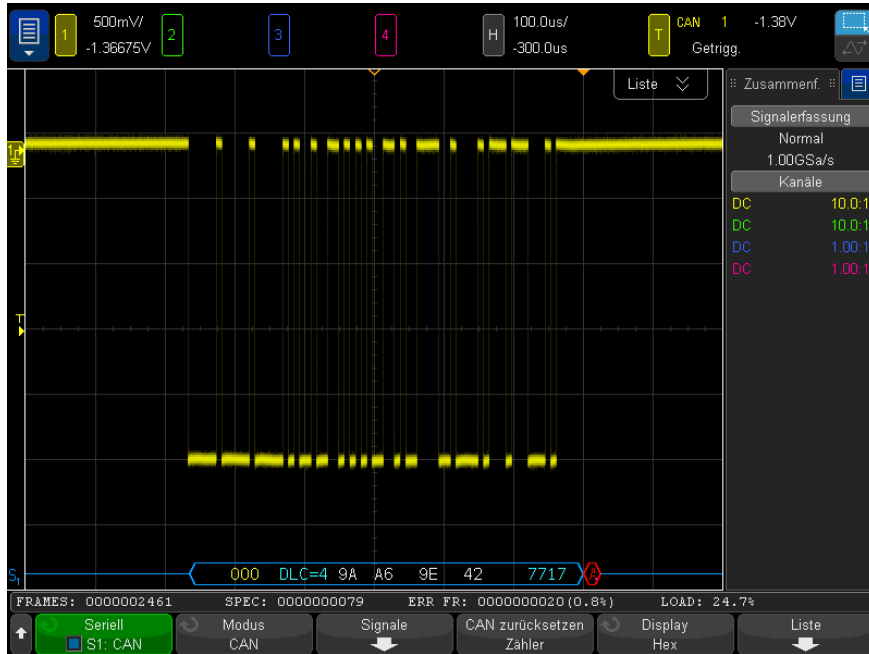 1 500mV/ 2 3 4 H 100.0us/ T CAN 1 -1.38V
-1.36675V -300.0us Getrigg.
Liste
Zusammenf.
Signalerfassung
Normal
1.00GSa/s
Kanäle
DC 10.0:1
DC 10.0:1
DC 1.00:1
DC 1.00:1
1
T
S1 000 DLC=4 9A A6 9E 42 7717 A
FRAMES: 0000002461 SPEC: 0000000079 ERR FR: 0000000020(0.8%) LOAD: 24.7%
Seriell Modus Signale CAN zurücksetzen Display Liste
S1: CAN CAN Zähler Hex